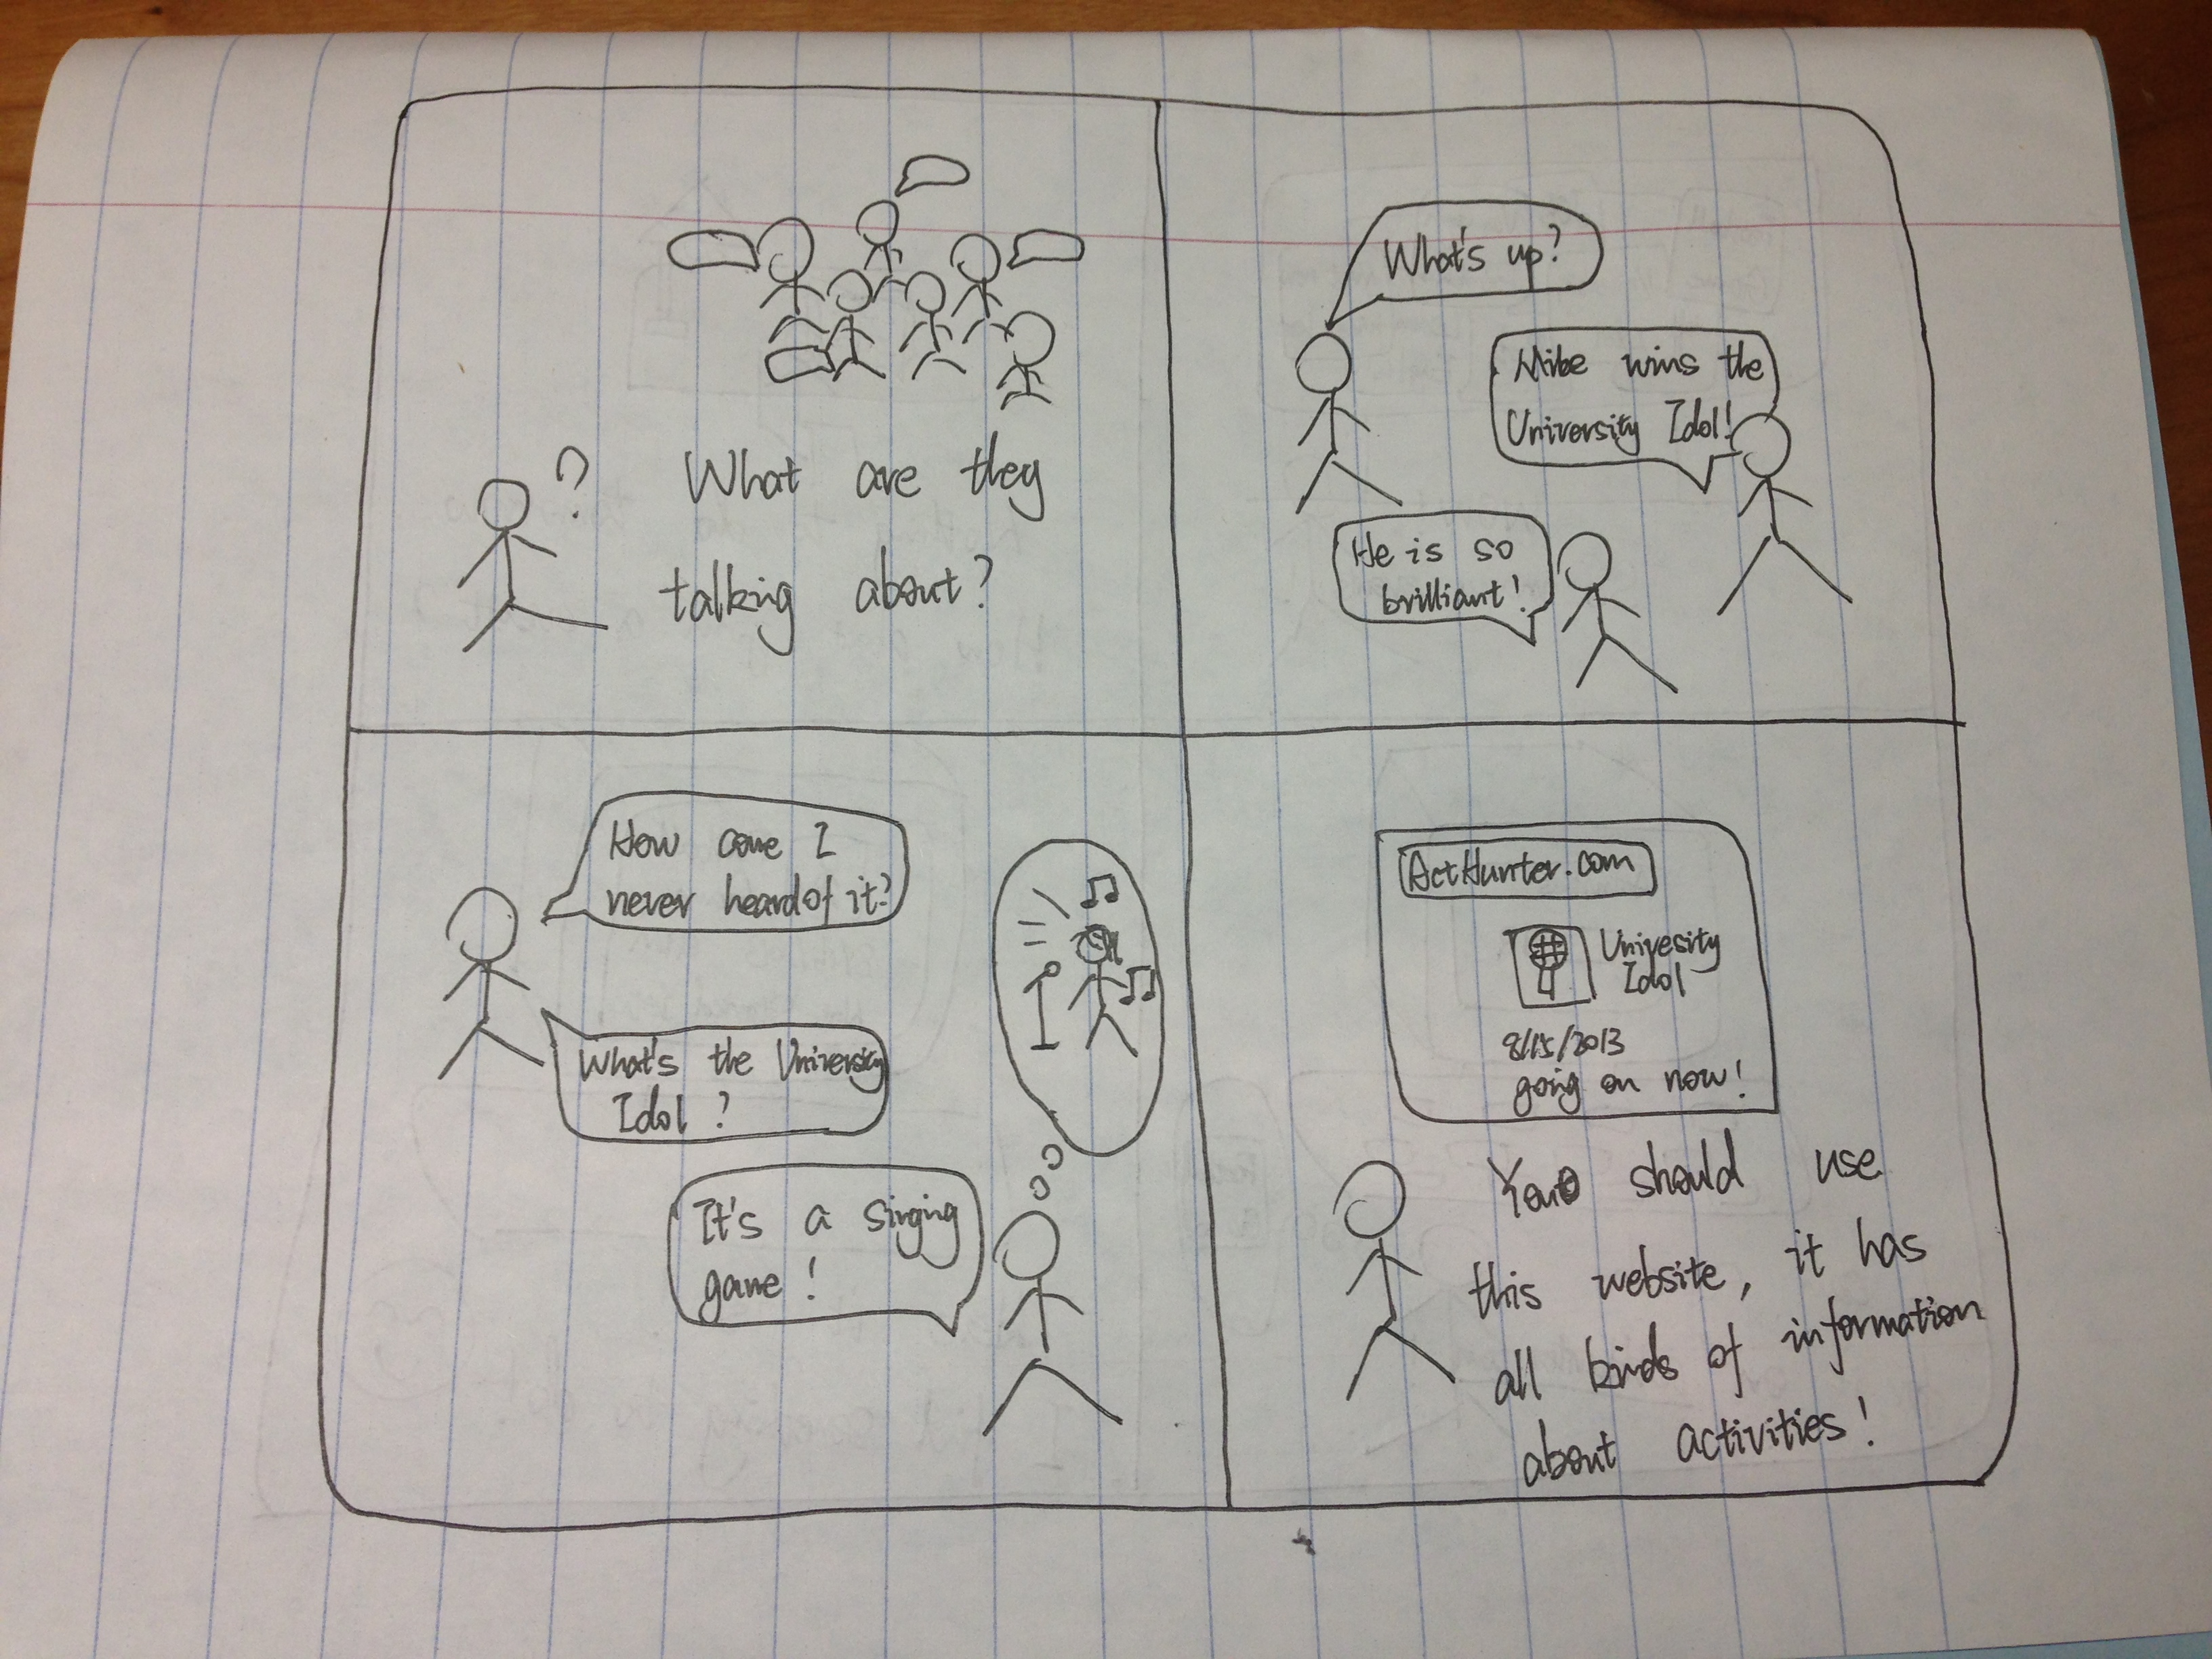 ?
What are they
talking about?
What's up?
Mike wins the
University Idol!
He is so
brilliant!
How come I
never heard of it?
What's the University
Idol?
It's a singing
game!
ActHunter.com
Univesity
Idol
8/15/2013
going on now!
You should use
this website, it has
all kinds of information
about activities!